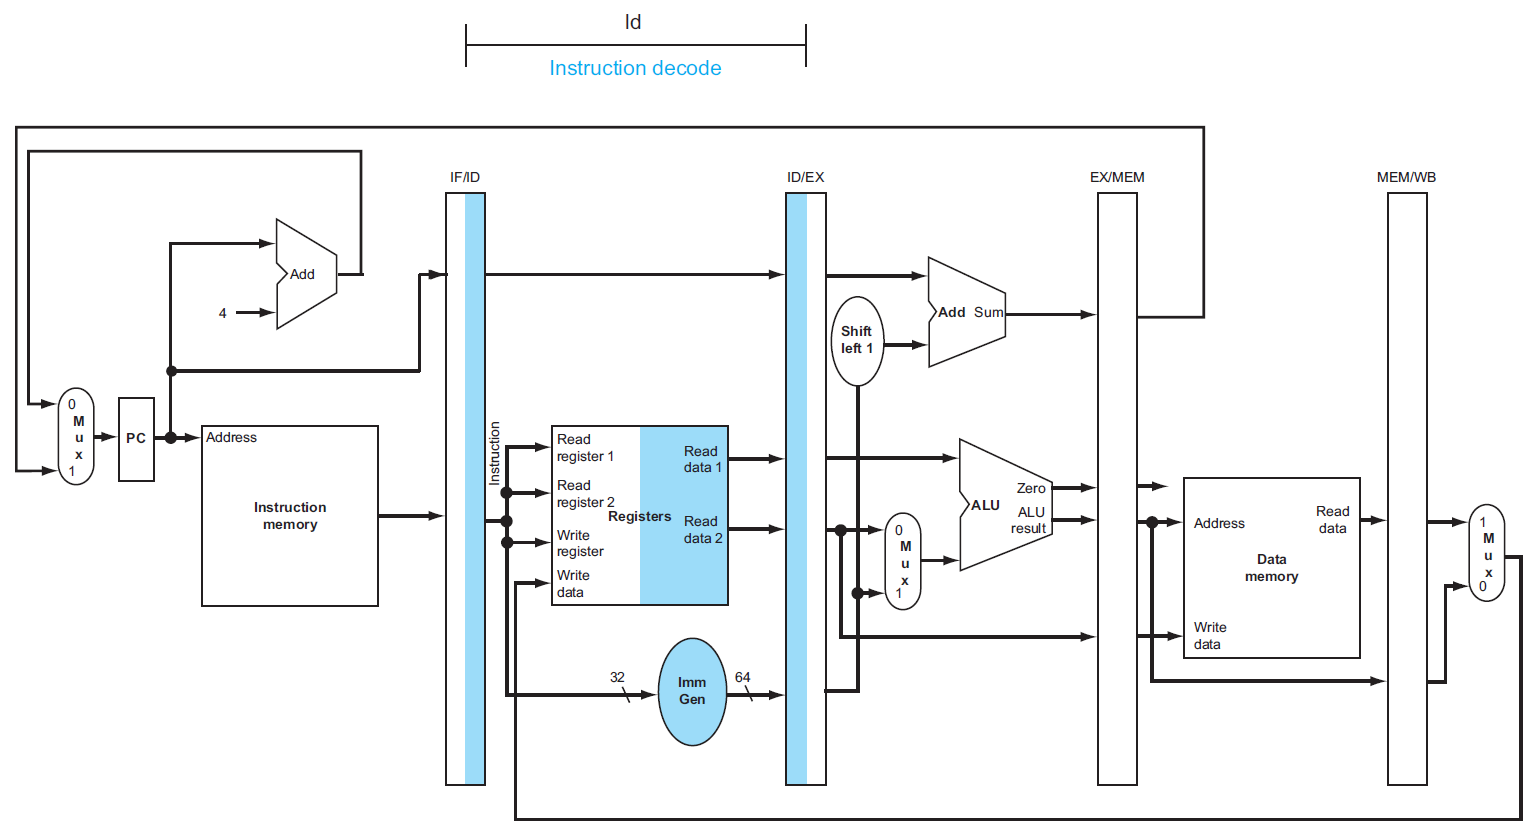 ld
Instruction decode
IF/ID
ID/EX
EX/MEM
MEM/WB
Add
4
Add Sum
Shift
left 1
0
M
u
x
1
PC
Address
Instruction
memory
Instruction
Read
register 1
Read
register 2
Registers
Write
register
Write
data
Read
data 1
Read
data 2
32
Imm
Gen
64
0
M
u
x
1
Zero
ALU
ALU
result
Address
Read
data
Data
memory
Write
data
1
M
u
x
0